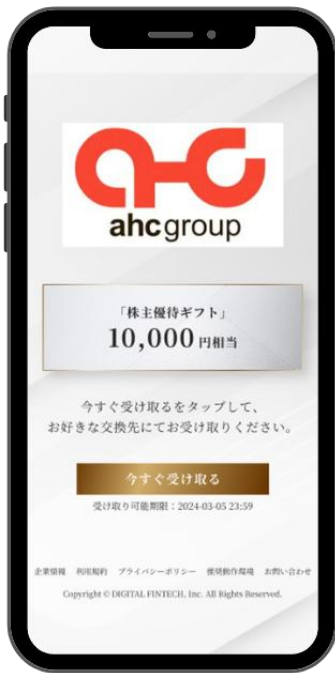 ahcgroup
「株主優待ギフト」
10,000 円相当
今すぐ受け取るをタップして、
お好きな交換先にてお受け取りください。
今すぐ受け取る
受け取り可能期限：2024-03-05 23:59
企業情報 利用規約 プライバシーポリシー 推奨動作環境 お問い合わせ
Copyright © DIGITAL FINTECH, Inc. All Rights Reserved.